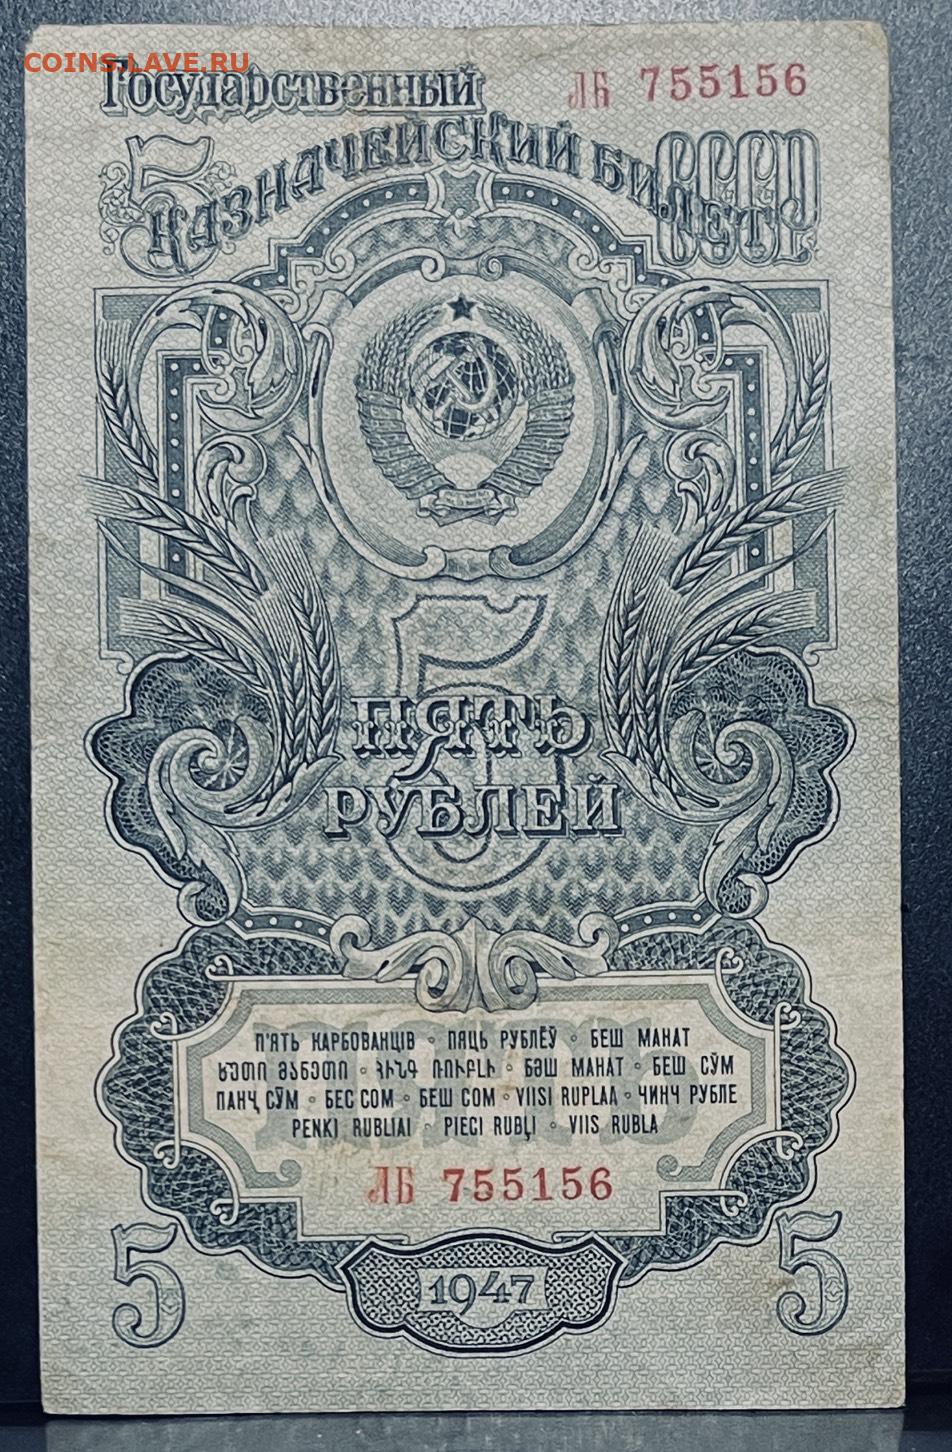 COINS.LAVE.RU
Государственный ЛБ 755156
5 КАЗНАЧЕЙСКИЙ БИЛЕТ СССР
5
ПЯТЬ
РУБЛЕЙ
П'ЯТЬ КАРБОВАНЦІВ • ПЯЦЬ РУБЛЁЎ • БЕШ МАНАТ
ᲮᲣᲗᲘ ᲛᲐᲜᲔᲗᲘ • ՀԻՆԳ ՌՈՒԲԼԻ • БӘШ МАНАТ • БЕШ СЎМ
ПАНҶ СӮМ • БЕС СОМ • БЕШ СОМ • VIISI RUPLAA • ЧИНЧ РУБЛЕ
PENKI RUBLIAI • PIECI RUBĻI • VIIS RUBLA
ЛБ 755156
5 1947 5